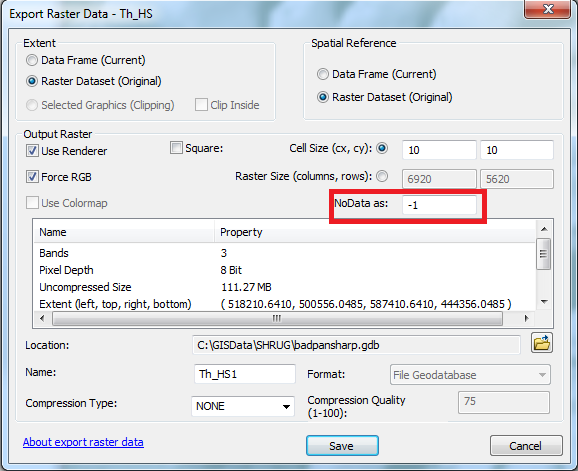 Export Raster Data - Th_HS
Extent
Data Frame (Current)
Raster Dataset (Original)
Selected Graphics (Clipping) Clip Inside
Spatial Reference
Data Frame (Current)
Raster Dataset (Original)
Output Raster
Use Renderer Square: Cell Size (cx, cy): 10 10
Force RGB Raster Size (columns, rows): 6920 5620
Use Colormap NoData as: -1
Name Property
Bands 3
Pixel Depth 8 Bit
Uncompressed Size 111.27 MB
Extent (left, top, right, bottom) ( 518210.6410, 500556.0485, 587410.6410, 444356.0485 )
Location: C:\GISData\SHRUG\badpansharp.gdb
Name: Th_HS1 Format: File Geodatabase
Compression Type: NONE Compression Quality (1-100): 75
About export raster data Save Cancel